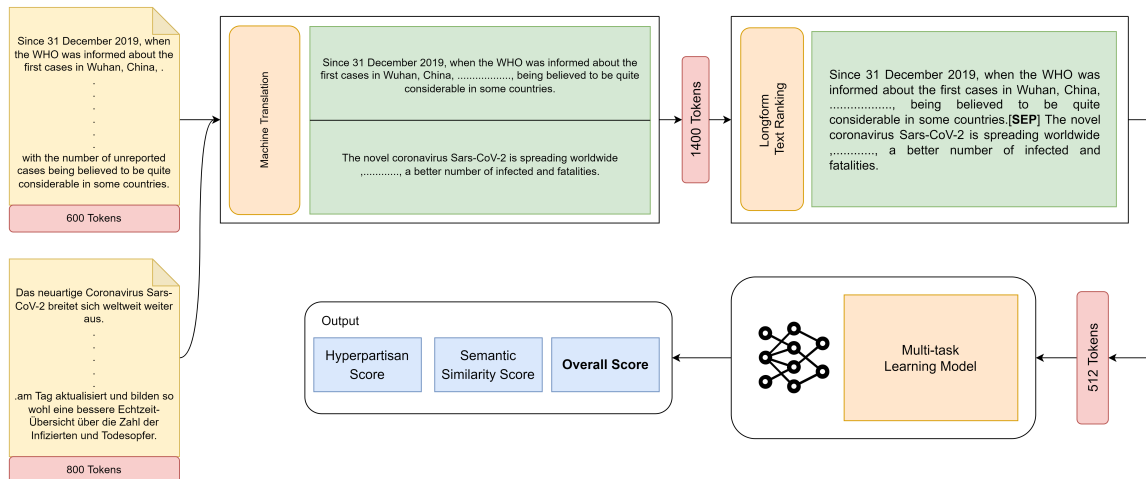 Since 31 December 2019, when
the WHO was informed about the
first cases in Wuhan, China, .
.
.
.
.
.
.
with the number of unreported
cases being believed to be quite
considerable in some countries.
600 Tokens
Das neuartige Coronavirus Sars-
CoV-2 breitet sich weltweit weiter
aus.
.
.
.
.
.
.am Tag aktualisiert und bilden so
wohl eine bessere Echtzeit-
Übersicht über die Zahl der
Infizierten und Todesopfer.
800 Tokens
Machine Translation
Since 31 December 2019, when the WHO was informed about the
first cases in Wuhan, China, .................., being believed to be quite
considerable in some countries.
The novel coronavirus Sars-CoV-2 is spreading worldwide
,............, a better number of infected and fatalities.
1400 Tokens
Longform
Text Ranking
Since 31 December 2019, when the WHO was
informed about the first cases in Wuhan, China,
.................., being believed to be quite
considerable in some countries.[SEP] The novel
coronavirus Sars-CoV-2 is spreading worldwide
,............, a better number of infected and
fatalities.
512 Tokens
Multi-task
Learning Model
Output
Hyperpartisan
Score
Semantic
Similarity Score
Overall Score